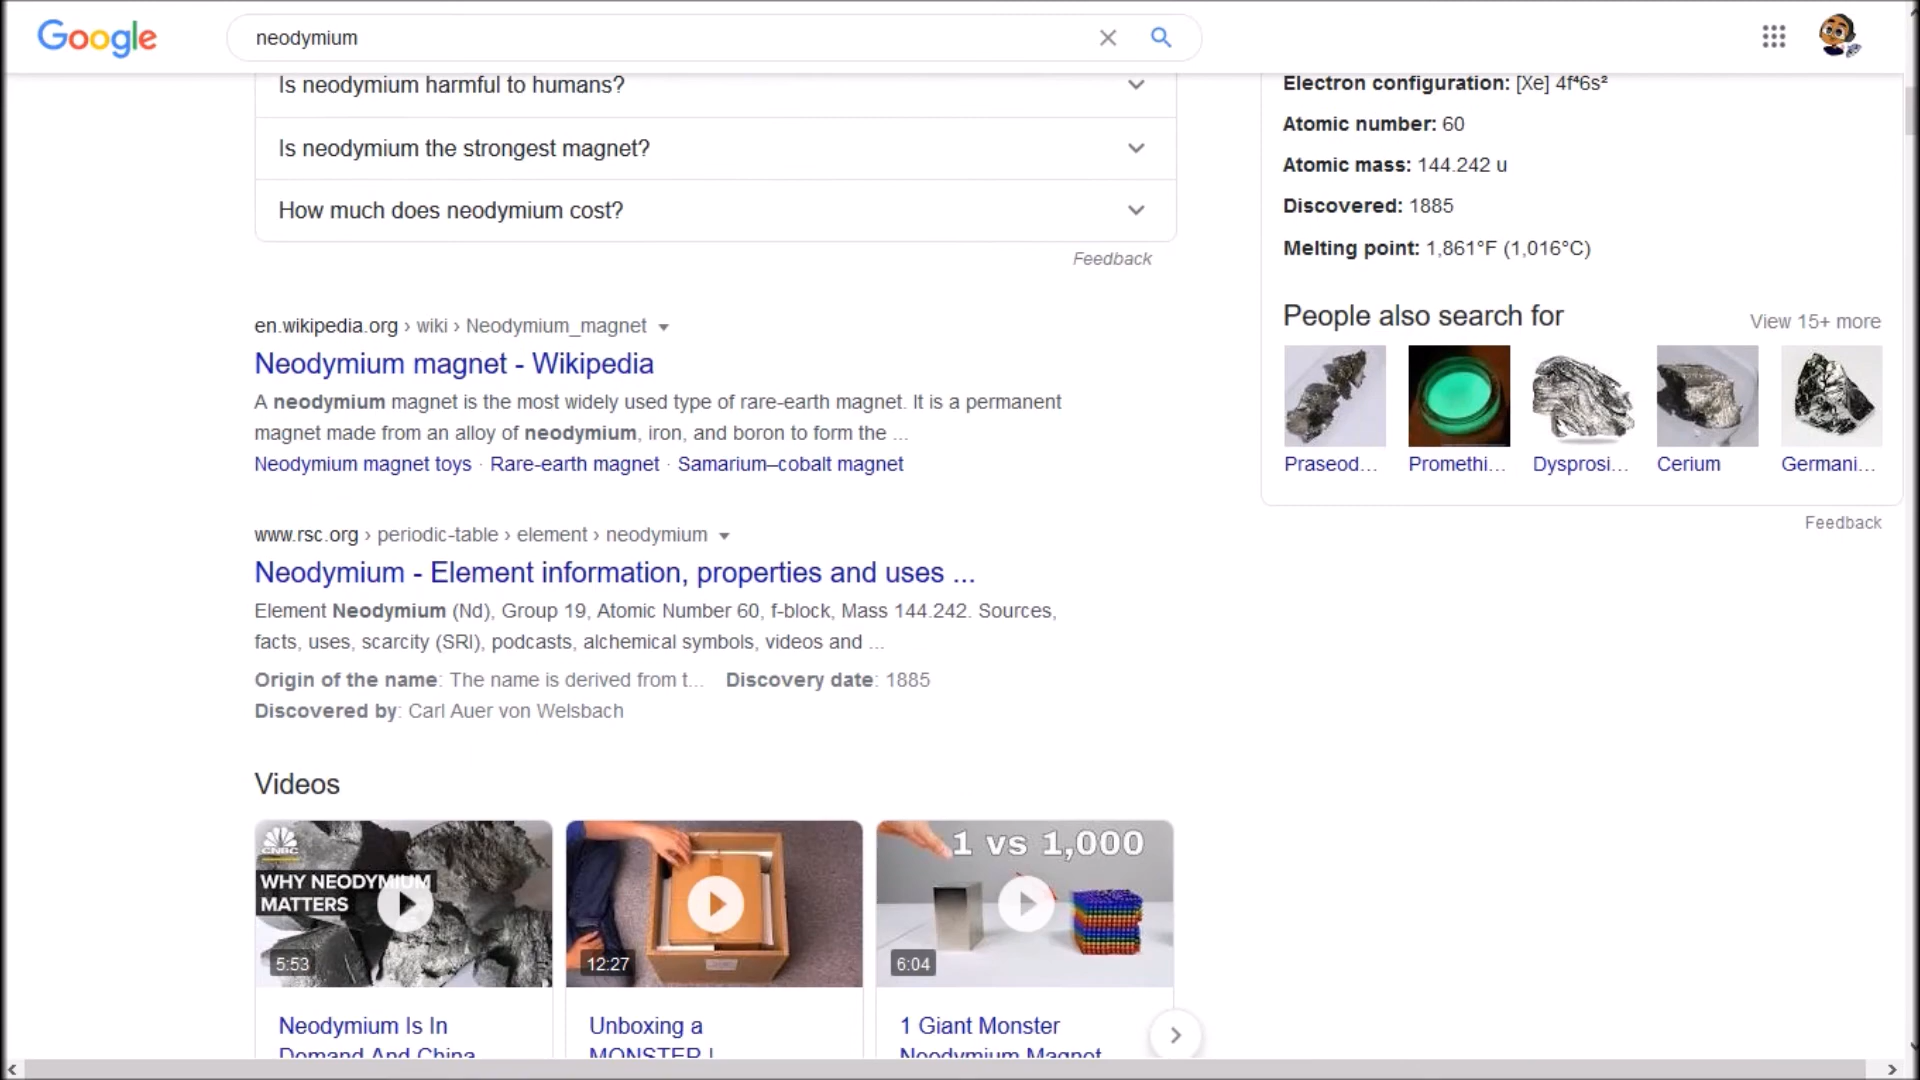 Google
neodymium
Is neodymium harmful to humans?
Is neodymium the strongest magnet?
How much does neodymium cost?
Feedback
en.wikipedia.org › wiki › Neodymium_magnet
Neodymium magnet - Wikipedia
A neodymium magnet is the most widely used type of rare-earth magnet. It is a permanent
magnet made from an alloy of neodymium, iron, and boron to form the ...
Neodymium magnet toys · Rare-earth magnet · Samarium–cobalt magnet
www.rsc.org › periodic-table › element › neodymium
Neodymium - Element information, properties and uses ...
Element Neodymium (Nd), Group 19, Atomic Number 60, f-block, Mass 144.242. Sources,
facts, uses, scarcity (SRI), podcasts, alchemical symbols, videos and ...
Origin of the name: The name is derived from t... Discovery date: 1885
Discovered by: Carl Auer von Welsbach
Videos
CNBC
WHY NEODYMIUM
MATTERS
5:53
Neodymium Is In
Demand And China
12:27
Unboxing a
MONSTER |
1 vs 1,000
6:04
1 Giant Monster
Neodymium Magnet
Electron configuration: [Xe] 4f⁴6s²
Atomic number: 60
Atomic mass: 144.242 u
Discovered: 1885
Melting point: 1,861°F (1,016°C)
People also search for
View 15+ more
Praseod...
Promethi...
Dysprosi...
Cerium
Germani...
Feedback